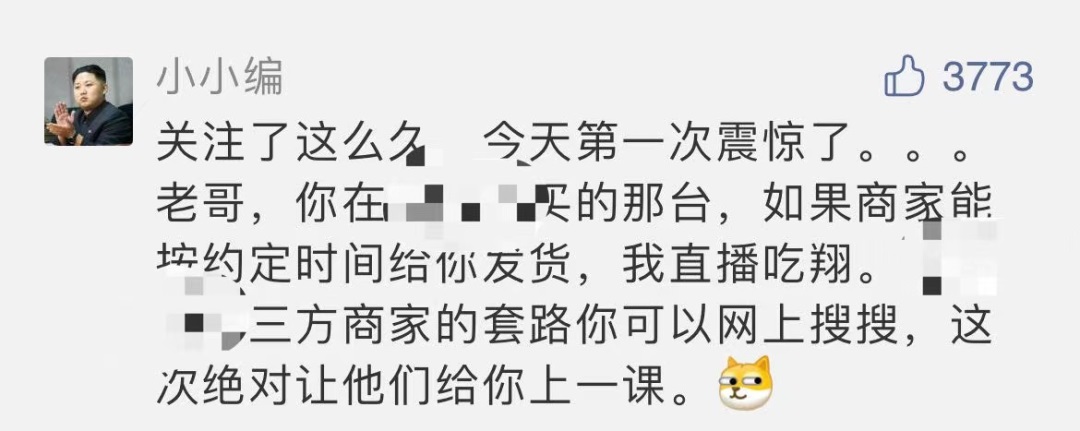 小小编
3773
关注了这么久 今天第一次震惊了。。。
老哥，你在买的那台，如果商家能
按约定时间给你发货，我直播吃翔。
三方商家的套路你可以网上搜搜，这
次绝对让他们给你上一课。